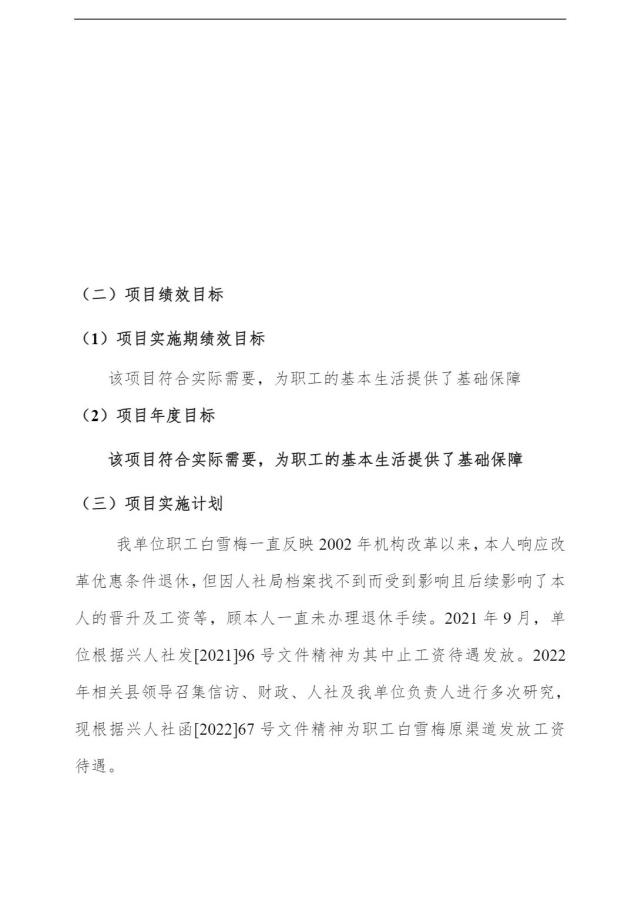 （二）项目绩效目标
（1）项目实施期绩效目标
该项目符合实际需要，为职工的基本生活提供了基础保障
（2）项目年度目标
该项目符合实际需要，为职工的基本生活提供了基础保障
（三）项目实施计划
我单位职工白雪梅一直反映 2002 年机构改革以来，本人响应改
革优惠条件退休，但因人社局档案找不到而受到影响且后续影响了本
人的晋升及工资等，顾本人一直未办理退休手续。2021 年 9 月，单
位根据兴人社发[2021]96 号文件精神为其中止工资待遇发放。2022
年相关县领导召集信访、财政、人社及我单位负责人进行多次研究，
现根据兴人社函[2022]67 号文件精神为职工白雪梅原渠道发放工资
待遇。